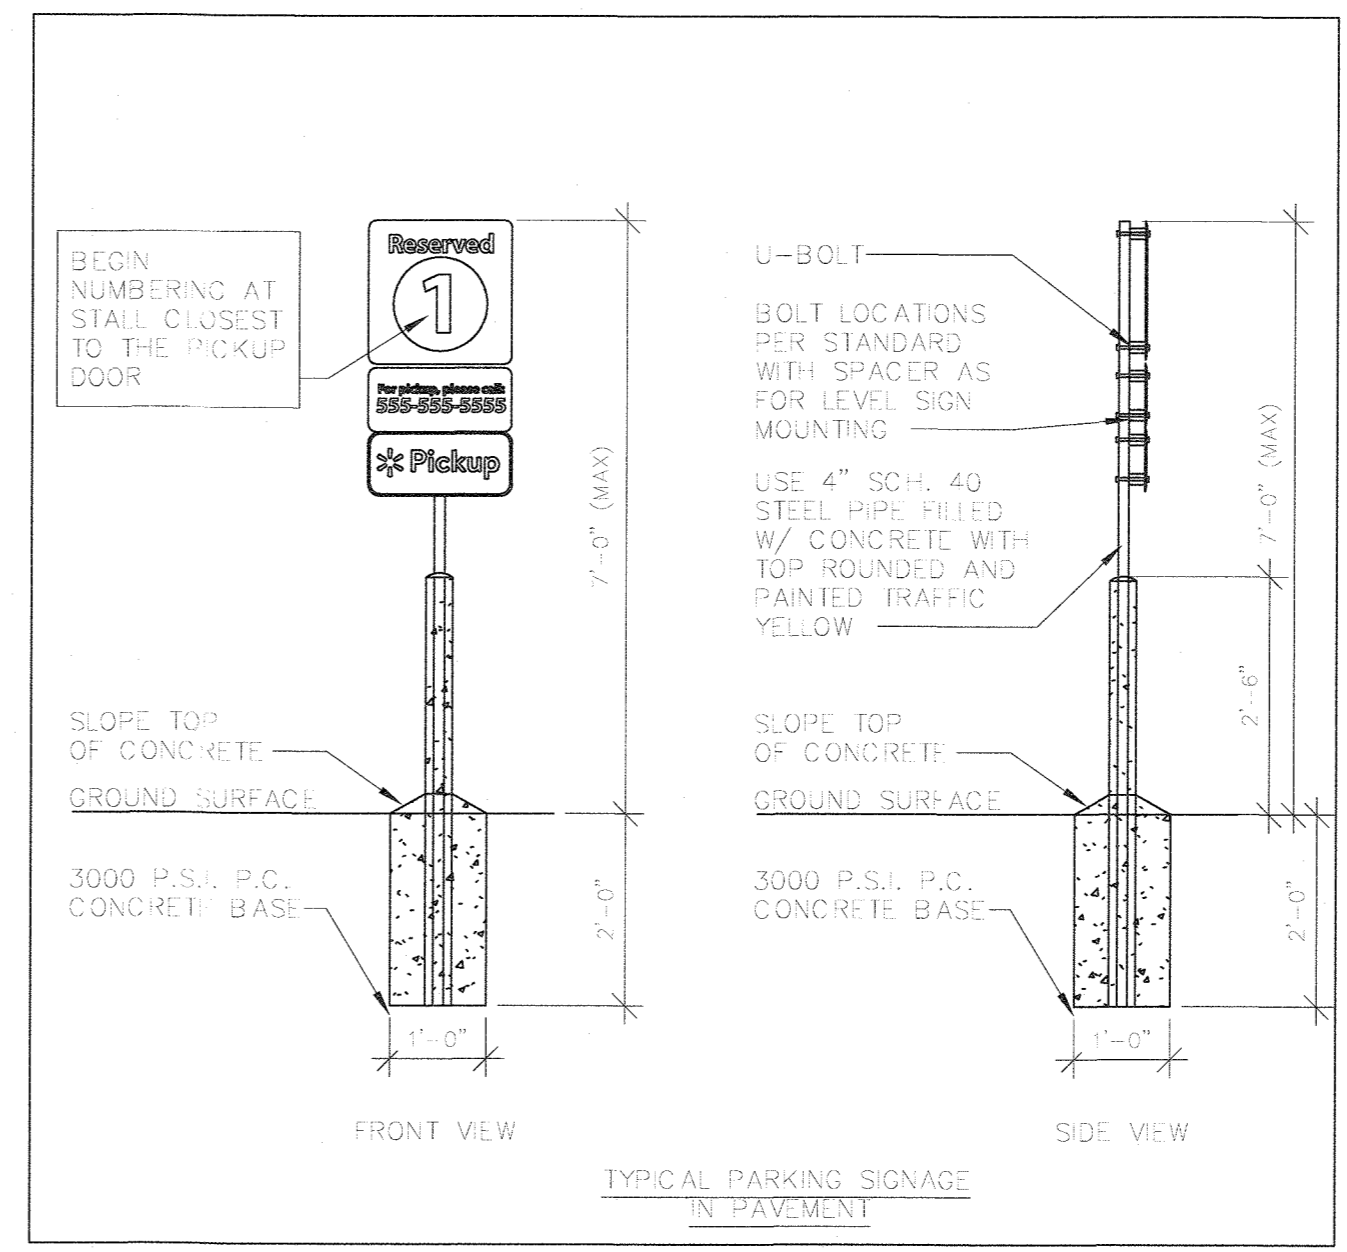 BEGIN
NUMBERING AT
STALL CLOSEST
TO THE PICKUP
DOOR
Reserved
1
For pickup, please call:
555-555-5555
Pickup
7'-0" (MAX)
SLOPE TOP
OF CONCRETE
GROUND SURFACE
3000 P.S.I. P.C.
CONCRETE BASE
2'-0"
1'-0"
FRONT VIEW
U-BOLT
BOLT LOCATIONS
PER STANDARD
WITH SPACER AS
FOR LEVEL SIGN
MOUNTING
USE 4" SCH. 40
STEEL PIPE FILLED
W/ CONCRETE WITH
TOP ROUNDED AND
PAINTED TRAFFIC
YELLOW
7'-0" (MAX)
2'-6"
SLOPE TOP
OF CONCRETE
GROUND SURFACE
3000 P.S.I. P.C.
CONCRETE BASE
2'-0"
1'-0"
SIDE VIEW
TYPICAL PARKING SIGNAGE
IN PAVEMENT